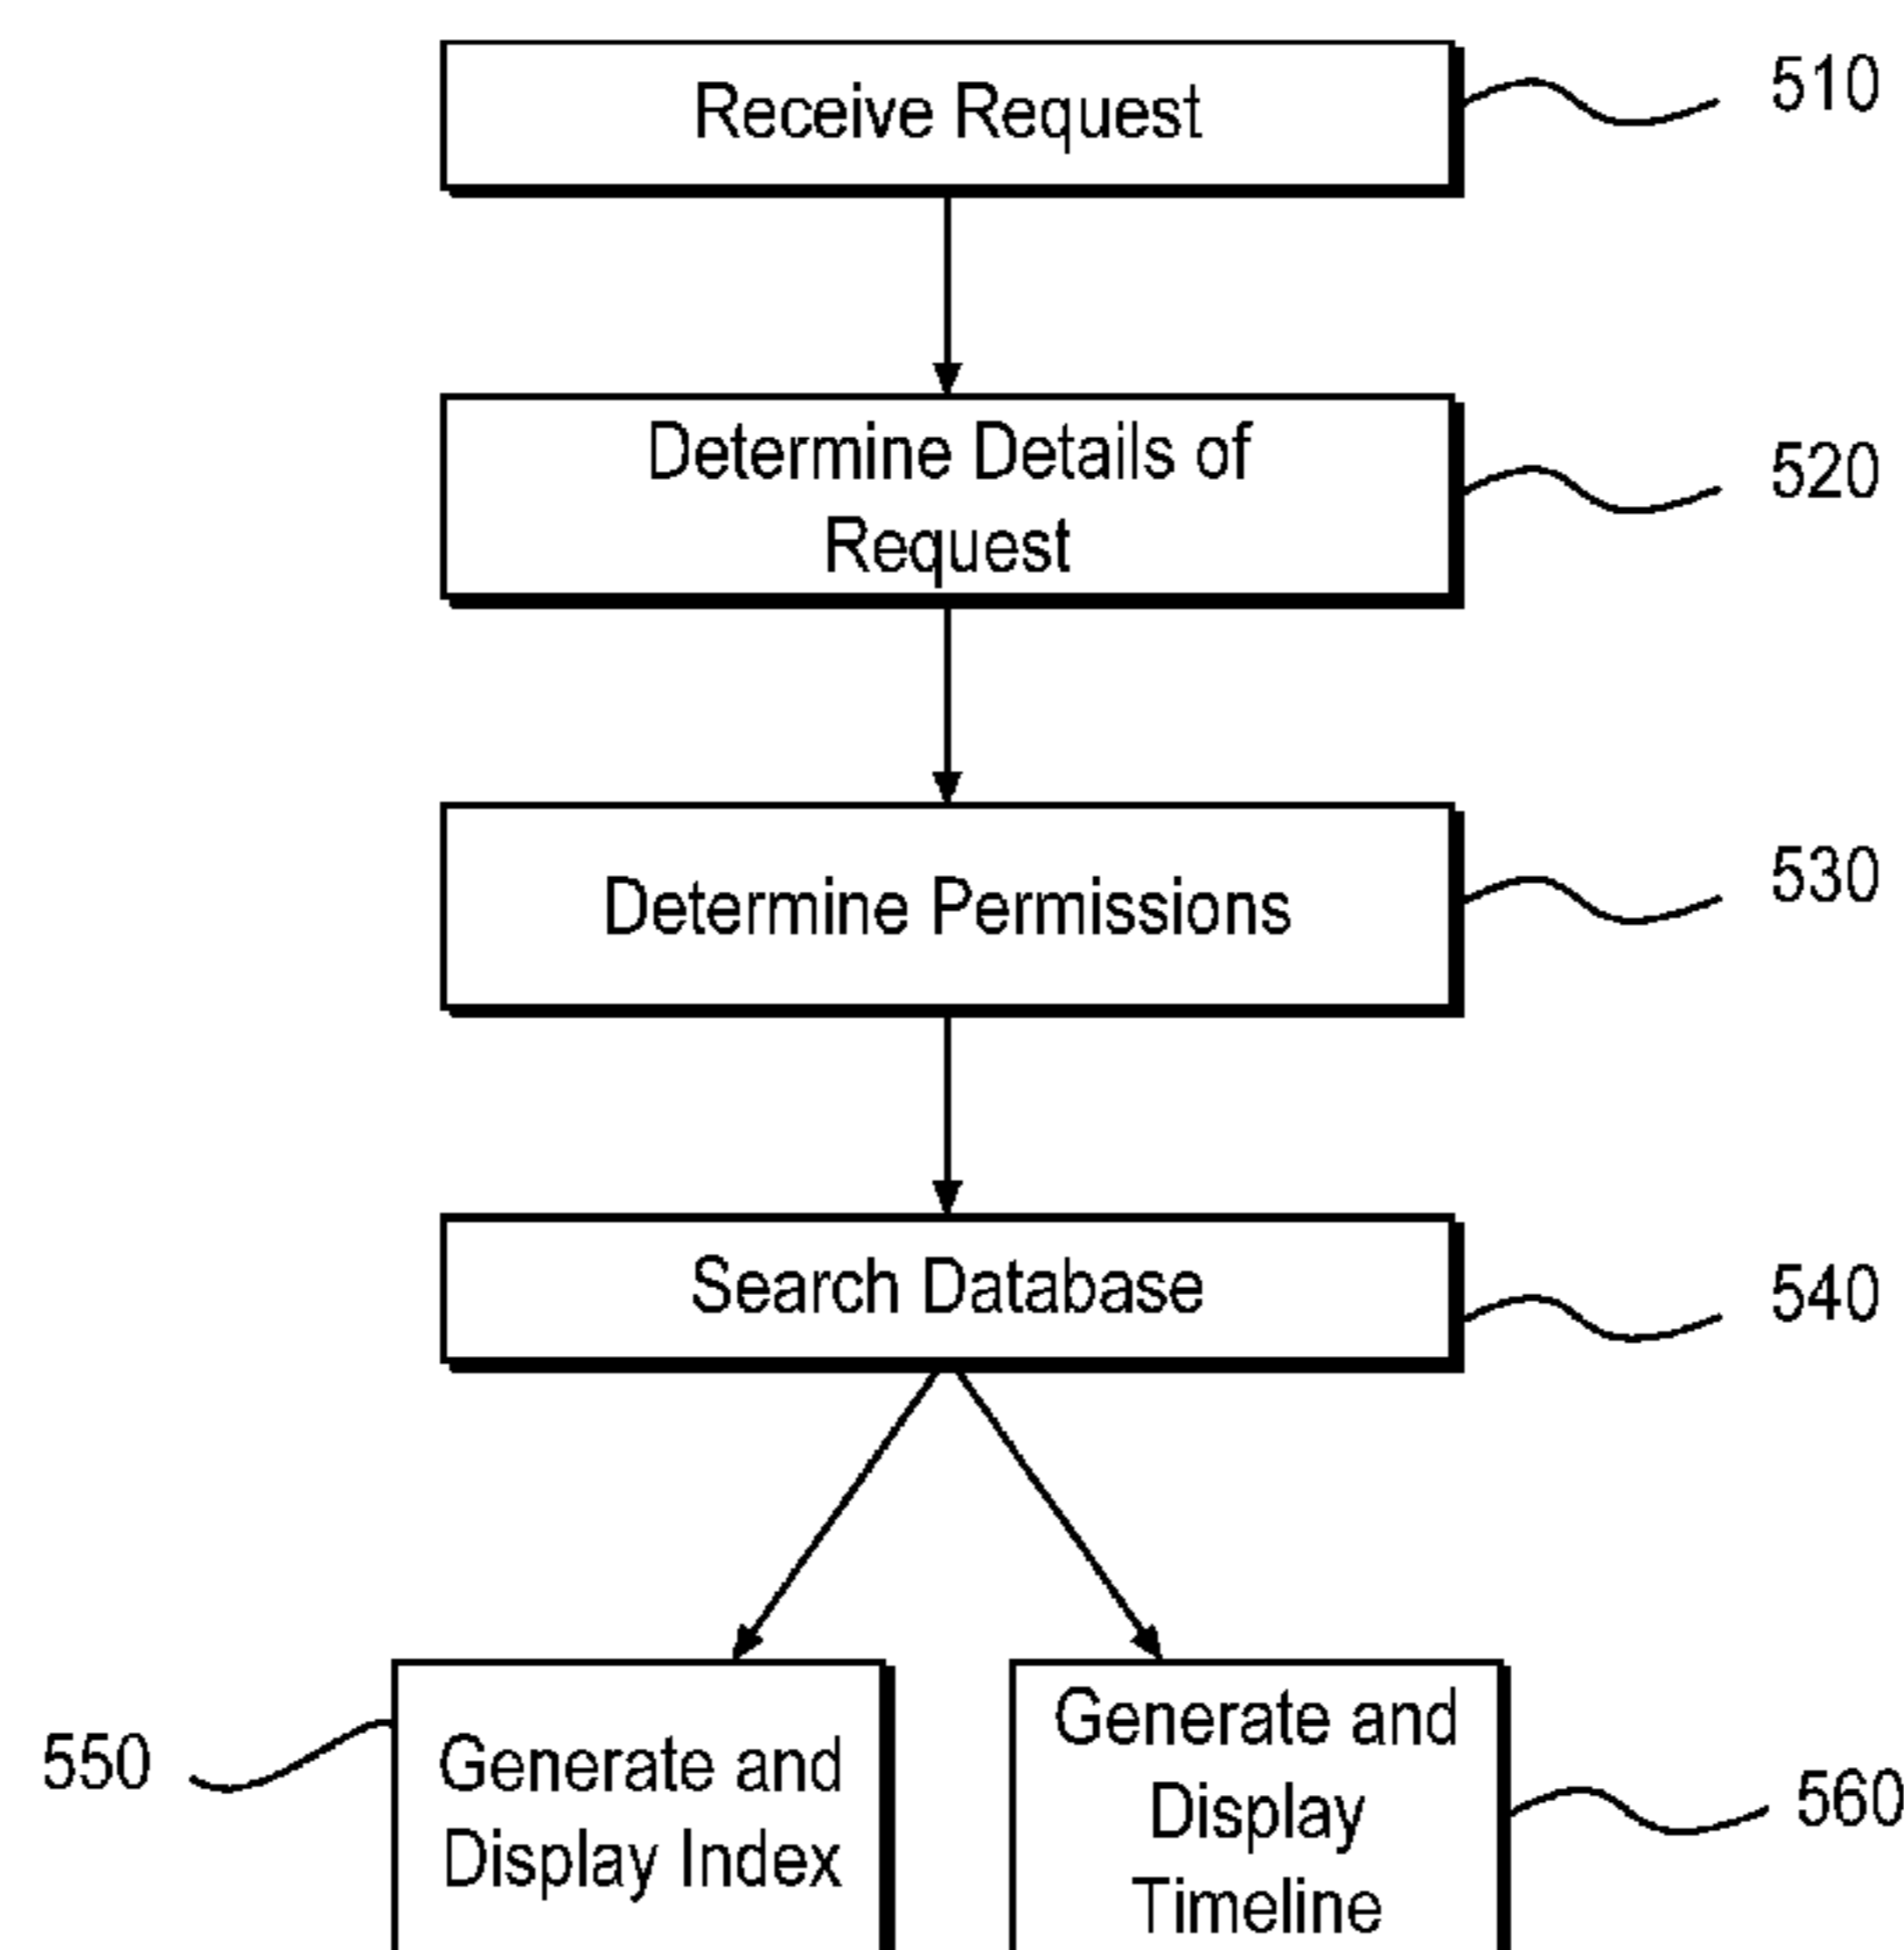 Receive Request
510
Determine Details of
Request
520
Determine Permissions
530
Search Database
540
550
Generate and
Display Index
Generate and
Display
Timeline
560